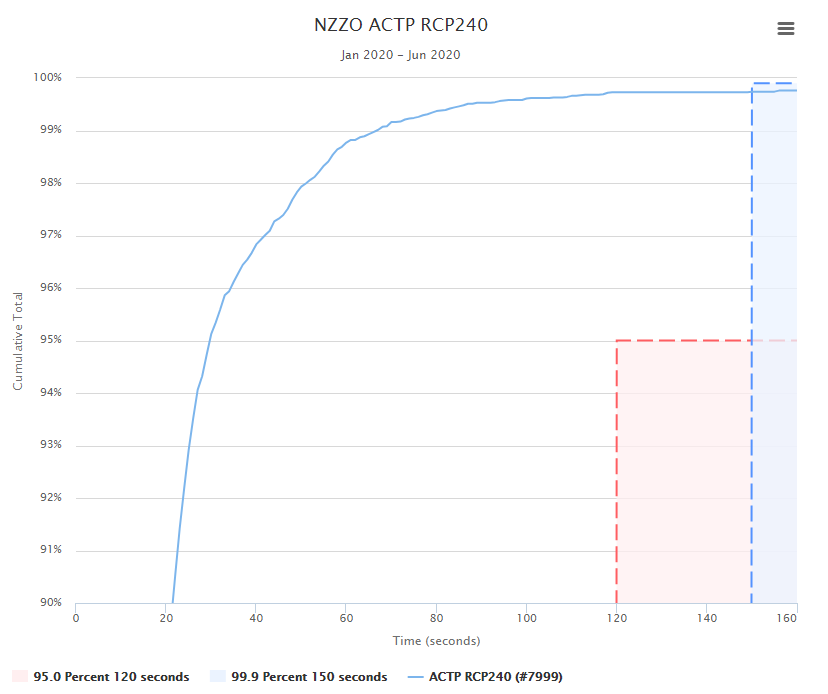 NZZO ACTP RCP240
Jan 2020 – Jun 2020
100%
99%
98%
97%
96%
95%
94%
93%
92%
91%
90%
Cumulative Total
0 20 40 60 80 100 120 140 160
Time (seconds)
95.0 Percent 120 seconds 99.9 Percent 150 seconds ACTP RCP240 (#7999)